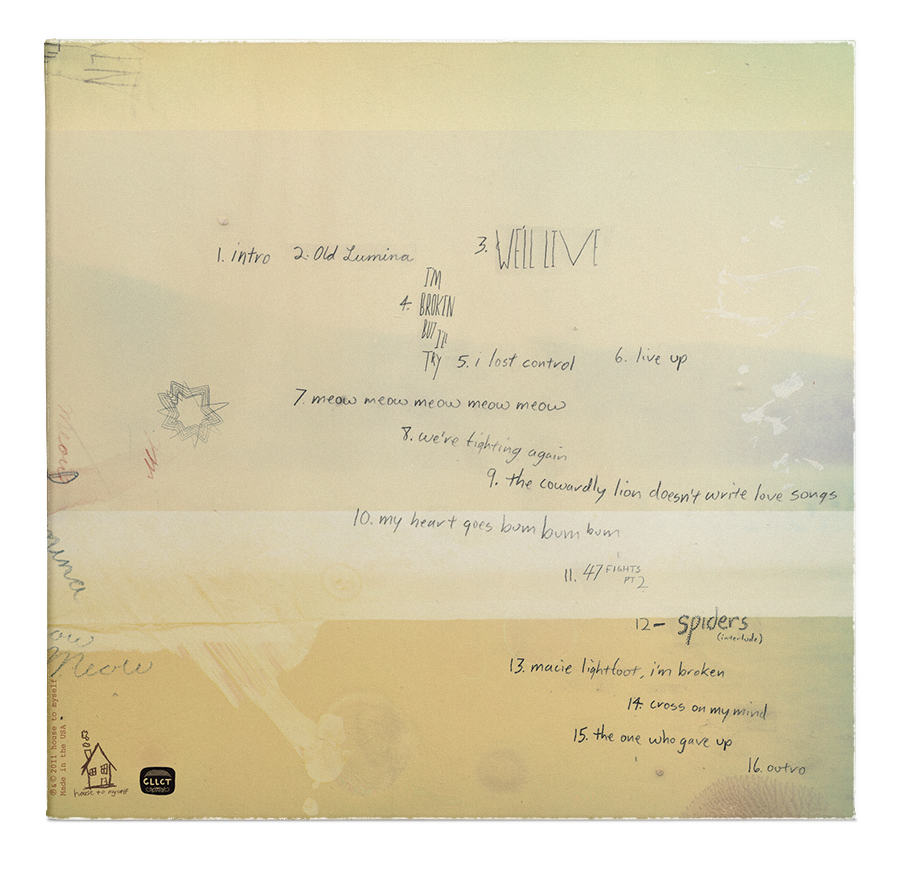 1. intro 2. Old Lumina
3. WE'LL LIVE
4. I'M
BROKEN
BUT I'll
TRY
5. i lost control
6. live up
7. meow meow meow meow meow
8. we're fighting again
9. the cowardly lion doesn't write love songs
10. my heart goes bum bum bum
11. 47 FIGHTS
PT 2
12- spiders
(interlude)
13. macie lightfoot, i'm broken
14. cross on my mind
15. the one who gave up
16. outro
Meow
℗&© 2011 house to myself
Made in the USA.
house to myself
CLLCT